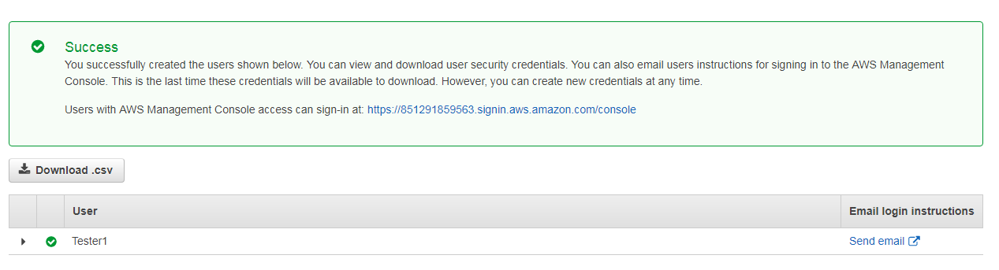 Success
You successfully created the users shown below. You can view and download user security credentials. You can also email users instructions for signing in to the AWS Management
Console. This is the last time these credentials will be available to download. However, you can create new credentials at any time.
Users with AWS Management Console access can sign-in at: https://851291859563.signin.aws.amazon.com/console
Download .csv
User Email login instructions
Tester1 Send email